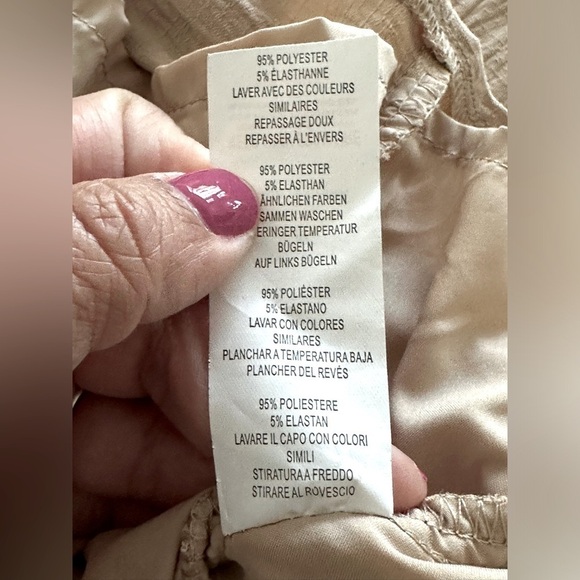 95% POLYESTER
5% ÉLASTHANNE
LAVER AVEC DES COULEURS
SIMILAIRES
REPASSAGE DOUX
REPASSER À L'ENVERS
95% POLYESTER
5% ELASTHAN
ÄHNLICHEN FARBEN
SAMMEN WASCHEN
ERINGER TEMPERATUR
BÜGELN
AUF LINKS BÜGELN
95% POLIÉSTER
5% ELASTANO
LAVAR CON COLORES
SIMILARES
PLANCHAR A TEMPERATURA BAJA
PLANCHER DEL REVÉS
95% POLIESTERE
5% ELASTAN
LAVARE IL CAPO CON COLORI
SIMILI
STIRATURA A FREDDO
STIRARE AL ROVESCIO